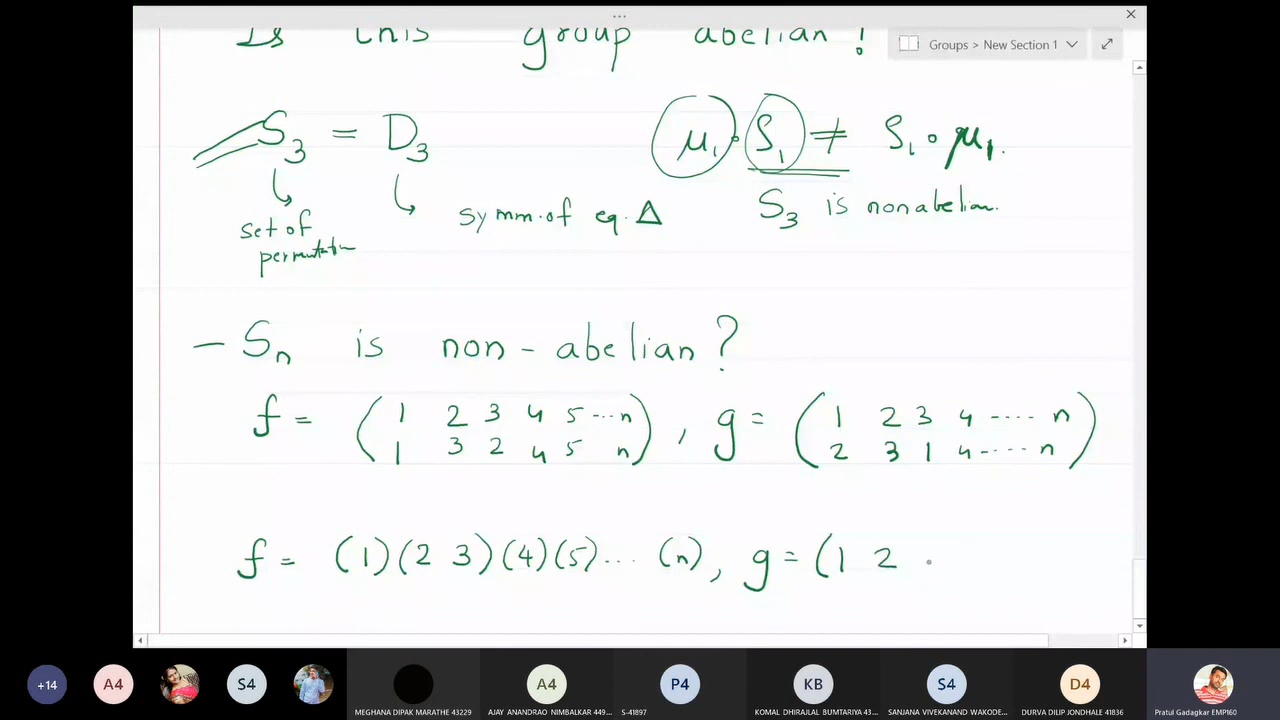 Is this group abelian?
Groups > New Section 1
S3 = D3
μ1 · S1 ≠ S1 ∘ μ1.
set of permutation
symm. of eq. Δ
S3 is nonabelian.
— Sn is non-abelian?
f = ( 1 2 3 4 5 ... n ) , g = ( 1 2 3 4 .... n )
1 3 2 4 5 n 2 3 1 4 .... n
f = (1)(2 3)(4)(5)... (n), g = (1 2
+14 A4 S4 A4 P4 KB S4 D4
MEGHANA DIPAK MARATHE 43229 AJAY ANANDRAO NIMBALKAR 449... S-41897 KOMAL DHIRAJLAL BUMTARIYA 43... SANJANA VIVEKANAND WAKODE... DURVA DILIP JONDHALE 41836 Pratul Gadagkar EMP160